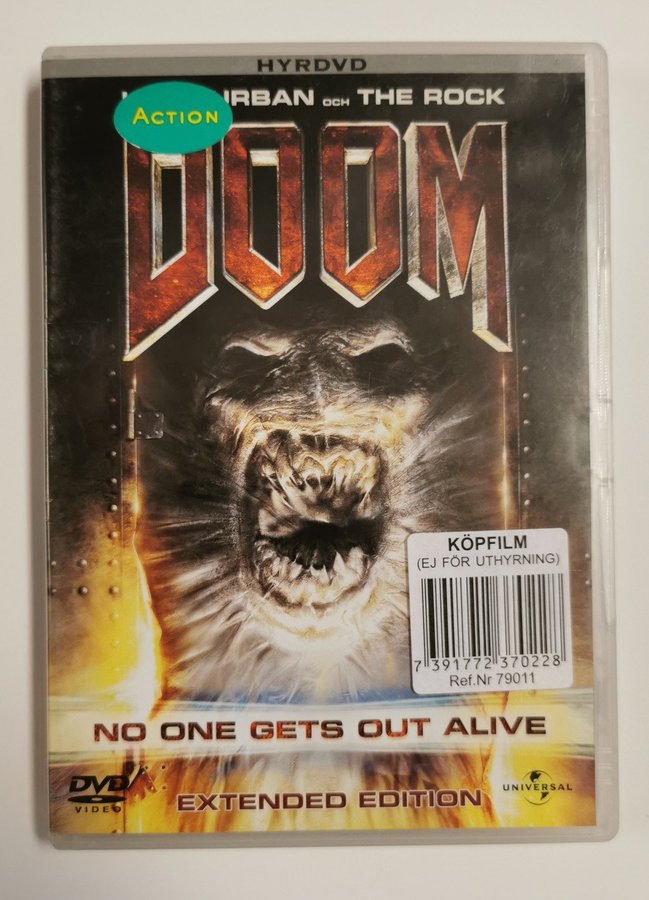 HYRDVD
URBAN OCH THE ROCK
ACTION
DOOM
KÖPFILM
(EJ FÖR UTHYRNING)
7 391772 370228
Ref.Nr 79011
NO ONE GETS OUT ALIVE
DVD
VIDEO
EXTENDED EDITION
UNIVERSAL